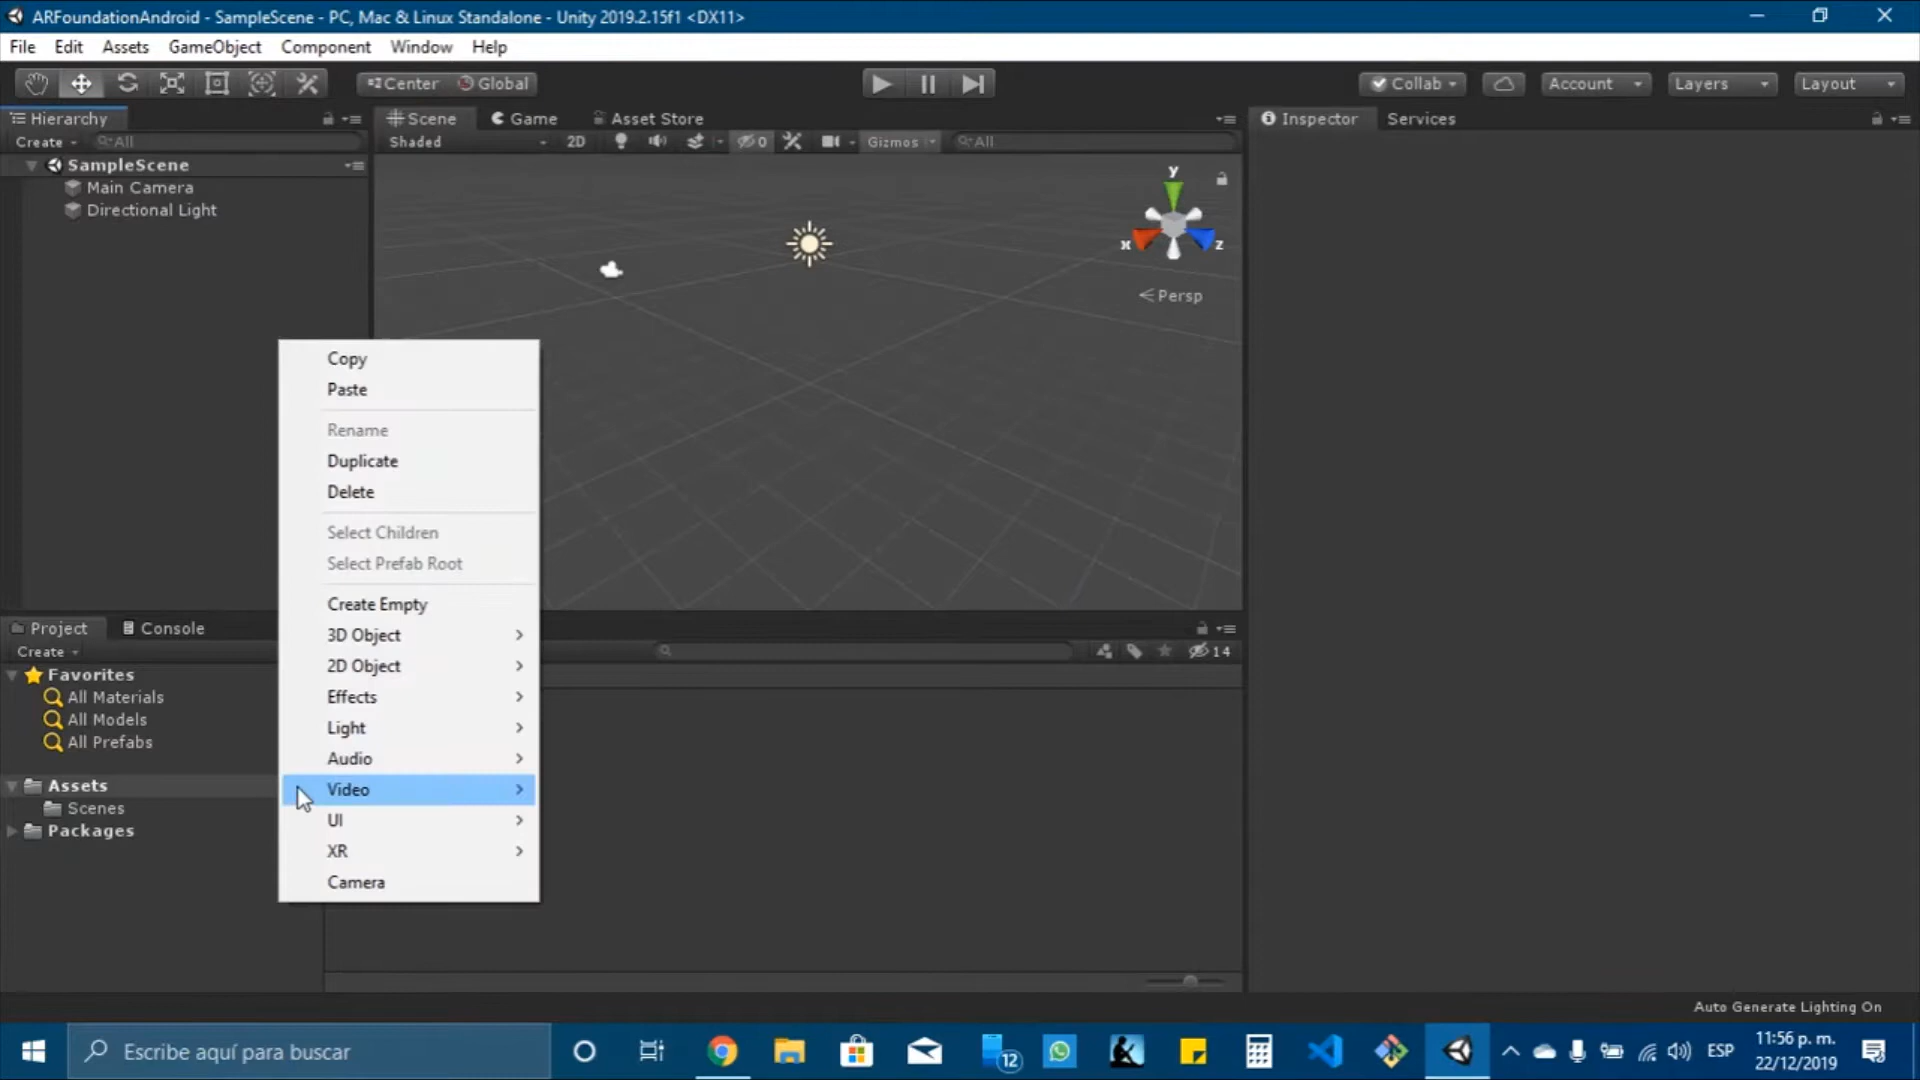 ARFoundationAndroid - SampleScene - PC, Mac & Linux Standalone - Unity 2019.2.15f1 <DX11>
File Edit Assets GameObject Component Window Help
Center Global Collab Account Layers Layout
Hierarchy
Create All
SampleScene
Main Camera
Directional Light
Scene Game Asset Store
Shaded 2D 0 Gizmos All
y
x z
Persp
Inspector Services
Copy
Paste
Rename
Duplicate
Delete
Select Children
Select Prefab Root
Create Empty
3D Object
2D Object
Effects
Light
Audio
Video
UI
XR
Camera
Project Console
Create 14
Favorites
All Materials
All Models
All Prefabs
Assets
Scenes
Packages
Auto Generate Lighting On
Escribe aquí para buscar
12
ESP
11:56 p. m.
22/12/2019